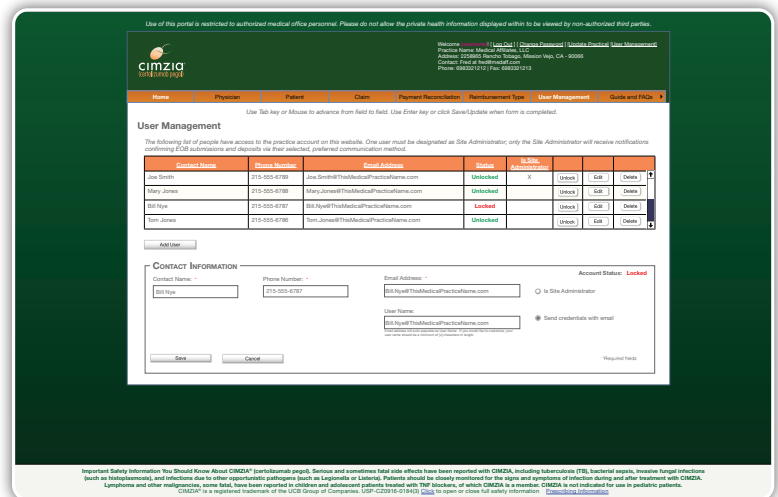 Use of this portal is restricted to authorized medical office personnel. Please do not allow the private health information displayed within to be viewed by non-authorized third parties.
cimzia®
(certolizumab pegol)
Welcome ! [ Log Out ] [ Change Password ] [Update Practice] [User Management]
Practice Name: Medical Affiliates, LLC
Address: 2258965 Rancho Tobago, Mission Vejo, CA - 90066
Contact: Fred at fred@medaff.com
Phone: 6983321212 | Fax: 6983321213
Home Physician Patient Claim Payment Reconciliation Reimbursement Type User Management Guide and FAQs
Use Tab key or Mouse to advance from field to field. Use Enter key or click Save/Update when form is completed.
User Management
The following list of people have access to the practice account on this website. One user must be designated as Site Administrator; only the Site Administrator will receive notifications
confirming EOB submissions and deposits via their selected, preferred communication method.
Contact Name Phone Number Email Address Status Is Site Administrator
Joe Smith 215-555-6789 Joe.Smith@ThisMedicalPracticeName.com Unlocked X Unlock Edit Delete
Mary Jones 215-555-6788 Mary.Jones@ThisMedicalPracticeName.com Unlocked Unlock Edit Delete
Bill Nye 215-555-6787 Bill.Nye@ThisMedicalPracticeName.com Locked Unlock Edit Delete
Tom Jones 215-555-6786 Tom.Jones@ThisMedicalPracticeName.com Unlocked Unlock Edit Delete
Add User
Contact Information
Account Status: Locked
Contact Name: * Phone Number: * Email Address: *
Bill Nye 215-555-6787 Bill.Nye@ThisMedicalPracticeName.com Is Site Administrator
User Name:
Bill.Nye@ThisMedicalPracticeName.com Send credentials with email
Save Cancel *Required fields
Important Safety Information You Should Know About CIMZIA® (certolizumab pegol). Serious and sometimes fatal side effects have been reported with CIMZIA, including tuberculosis (TB), bacterial sepsis, invasive fungal infections
(such as histoplasmosis), and infections due to other opportunistic pathogens (such as Legionella or Listeria). Patients should be closely monitored for the signs and symptoms of infection during and after treatment with CIMZIA.
Lymphoma and other malignancies, some fatal, have been reported in children and adolescent patients treated with TNF blockers, of which CIMZIA is a member. CIMZIA is not indicated for use in pediatric patients.
CIMZIA® is a registered trademark of the UCB Group of Companies. USP-CZ0916-0184(3) Click to open or close full safety information Prescribing Information